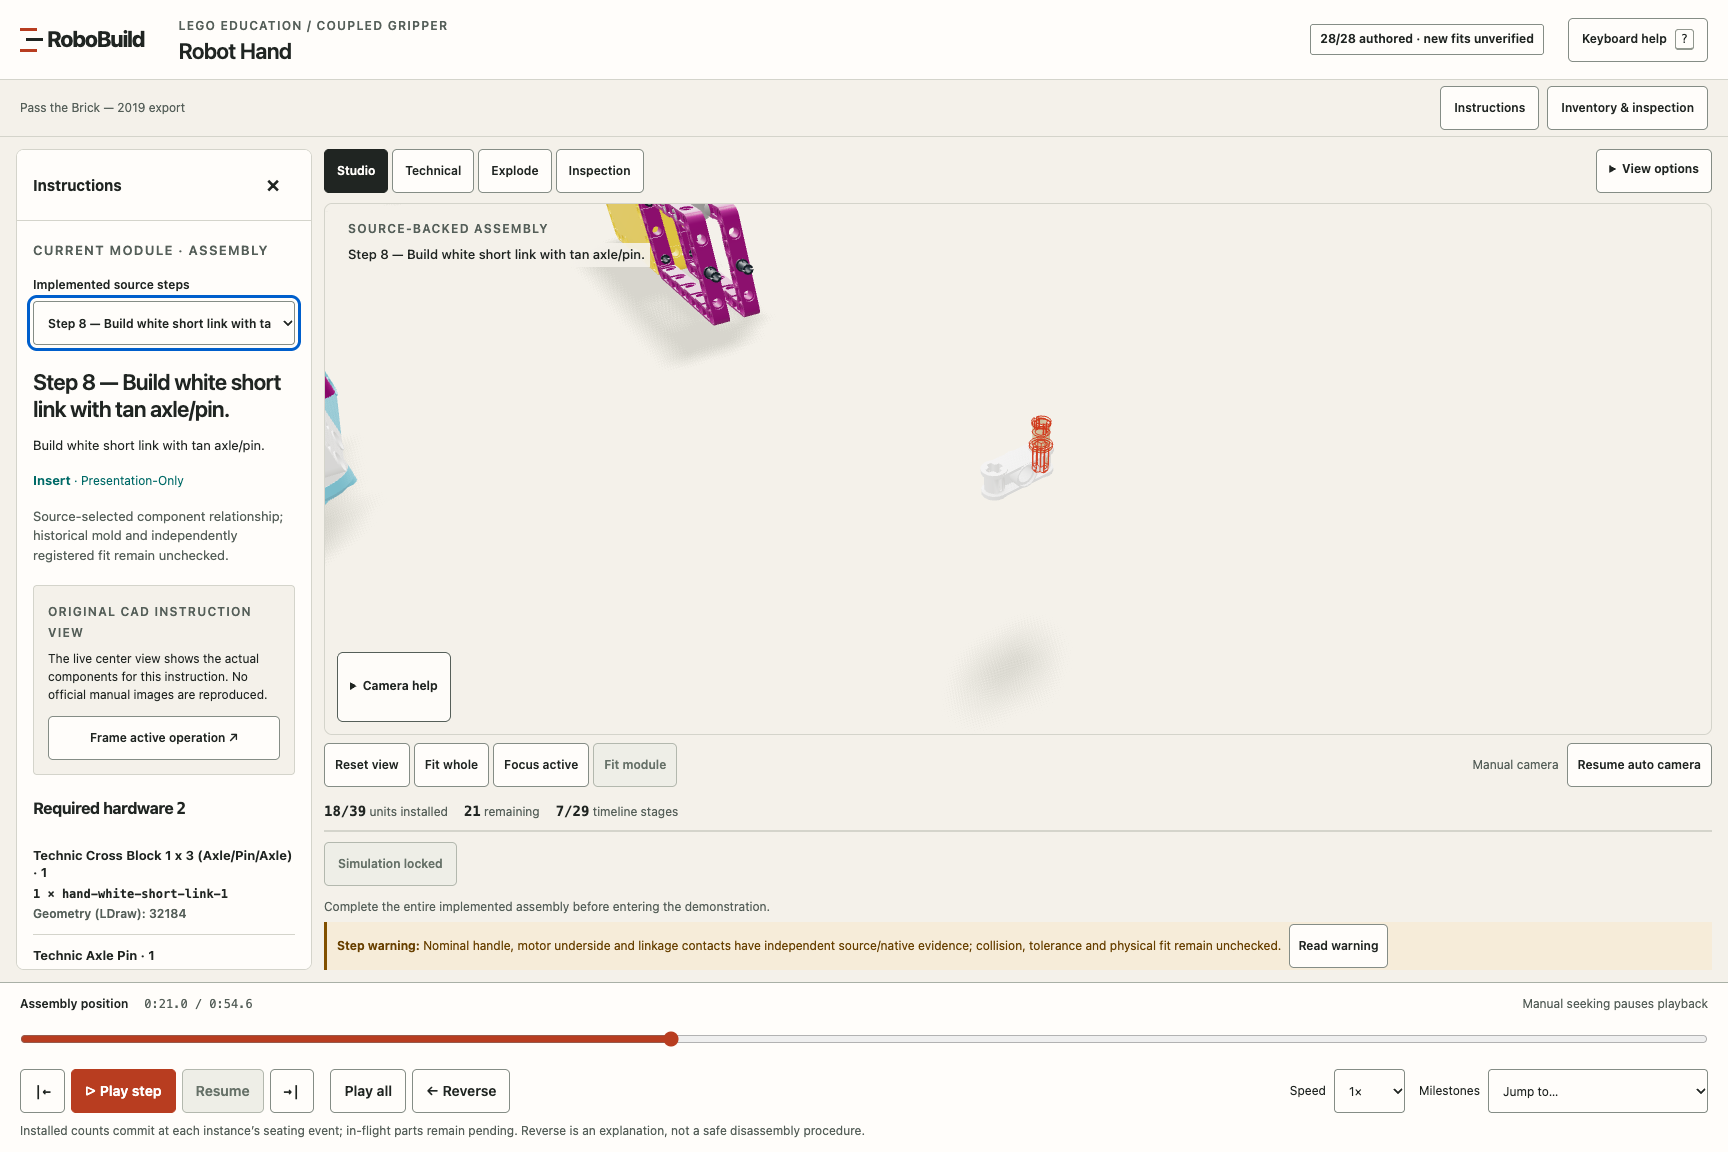 RoboBuild
LEGO EDUCATION / COUPLED GRIPPER
Robot Hand
28/28 authored · new fits unverified
Keyboard help ?
Pass the Brick — 2019 export
Instructions
Inventory & inspection
Instructions
CURRENT MODULE · ASSEMBLY
Implemented source steps
Step 8 — Build white short link with ta
Step 8 — Build white short
link with tan axle/pin.
Build white short link with tan axle/pin.
Insert · Presentation-Only
Source-selected component relationship;
historical mold and independently
registered fit remain unchecked.
ORIGINAL CAD INSTRUCTION
VIEW
The live center view shows the actual
components for this instruction. No
official manual images are reproduced.
Frame active operation ↗
Required hardware 2
Technic Cross Block 1 x 3 (Axle/Pin/Axle)
· 1
1 × hand-white-short-link-1
Geometry (LDraw): 32184
Technic Axle Pin · 1
Studio
Technical
Explode
Inspection
View options
SOURCE-BACKED ASSEMBLY
Step 8 — Build white short link with tan axle/pin.
Camera help
Reset view
Fit whole
Focus active
Fit module
Manual camera
Resume auto camera
18/39 units installed 21 remaining 7/29 timeline stages
Simulation locked
Complete the entire implemented assembly before entering the demonstration.
Step warning: Nominal handle, motor underside and linkage contacts have independent source/native evidence; collision, tolerance and physical fit remain unchecked.
Read warning
Assembly position 0:21.0 / 0:54.6
Manual seeking pauses playback
|←
▷ Play step
Resume
→|
Play all
← Reverse
Speed 1×
Milestones Jump to...
Installed counts commit at each instance's seating event; in-flight parts remain pending. Reverse is an explanation, not a safe disassembly procedure.